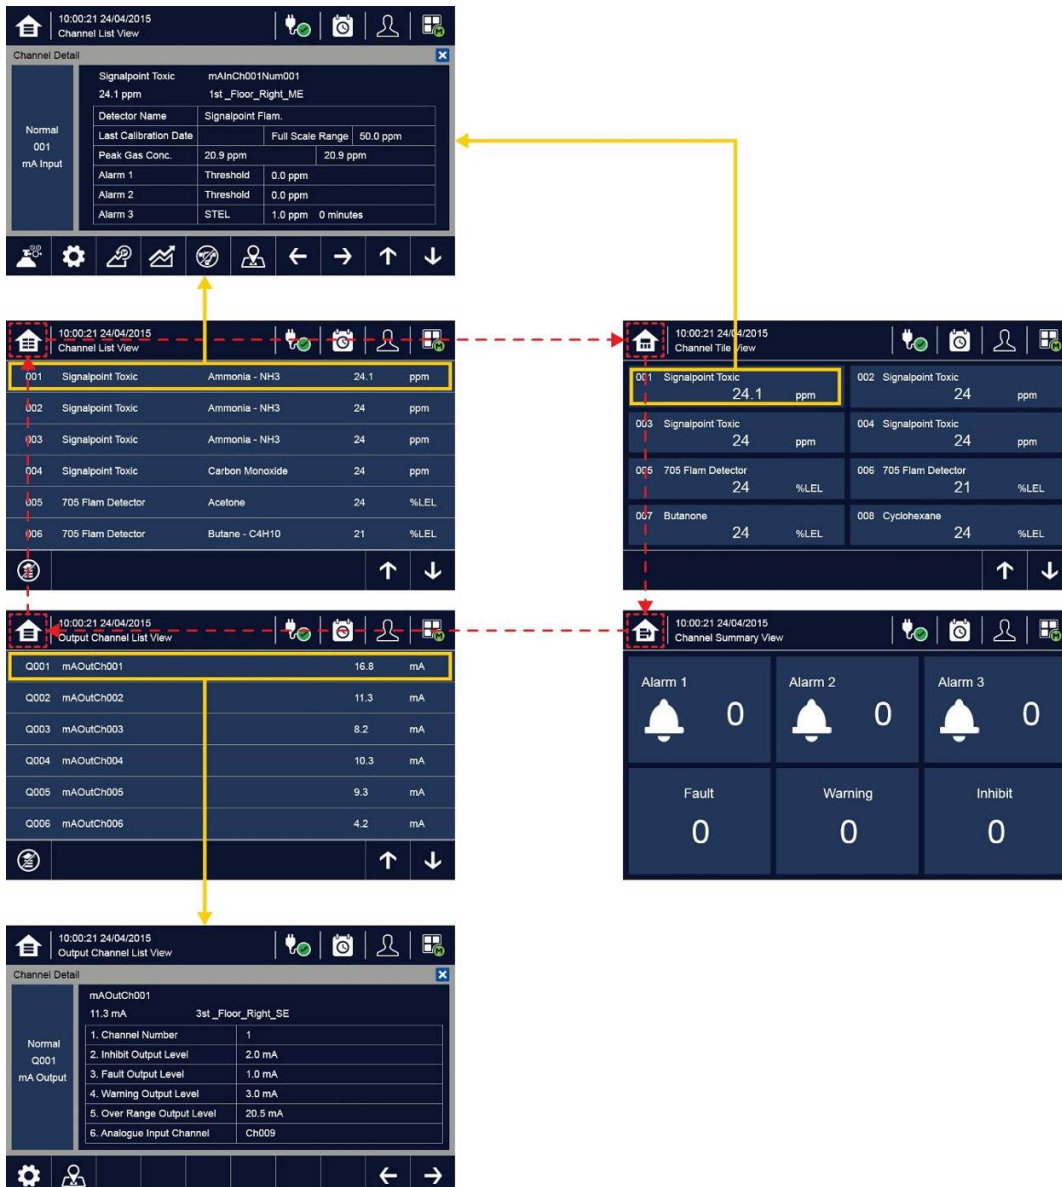 10:00:21 24/04/2015
Channel List View
Channel Detail
Normal
001
mA Input
Signalpoint Toxic mAInCh001Num001
24.1 ppm 1st _Floor_Right_ME
Detector Name Signalpoint Flam.
Last Calibration Date Full Scale Range 50.0 ppm
Peak Gas Conc. 20.9 ppm 20.9 ppm
Alarm 1 Threshold 0.0 ppm
Alarm 2 Threshold 0.0 ppm
Alarm 3 STEL 1.0 ppm 0 minutes
10:00:21 24/04/2015
Channel List View
001 Signalpoint Toxic Ammonia - NH3 24.1 ppm
002 Signalpoint Toxic Ammonia - NH3 24 ppm
003 Signalpoint Toxic Ammonia - NH3 24 ppm
004 Signalpoint Toxic Carbon Monoxide 24 ppm
005 705 Flam Detector Acetone 24 %LEL
006 705 Flam Detector Butane - C4H10 21 %LEL
10:00:21 24/04/2015
Channel Tile View
001 Signalpoint Toxic
24.1 ppm
002 Signalpoint Toxic
24 ppm
003 Signalpoint Toxic
24 ppm
004 Signalpoint Toxic
24 ppm
005 705 Flam Detector
24 %LEL
006 705 Flam Detector
21 %LEL
007 Butanone
24 %LEL
008 Cyclohexane
24 %LEL
10:00:21 24/04/2015
Output Channel List View
Q001 mAOutCh001 16.8 mA
Q002 mAOutCh002 11.3 mA
Q003 mAOutCh003 8.2 mA
Q004 mAOutCh004 10.3 mA
Q005 mAOutCh005 9.3 mA
Q006 mAOutCh006 4.2 mA
10:00:21 24/04/2015
Channel Summary View
Alarm 1
0
Alarm 2
0
Alarm 3
0
Fault
0
Warning
0
Inhibit
0
10:00:21 24/04/2015
Output Channel List View
Channel Detail
Normal
Q001
mA Output
mAOutCh001
11.3 mA 3st _Floor_Right_SE
1. Channel Number 1
2. Inhibit Output Level 2.0 mA
3. Fault Output Level 1.0 mA
4. Warning Output Level 3.0 mA
5. Over Range Output Level 20.5 mA
6. Analogue Input Channel Ch009